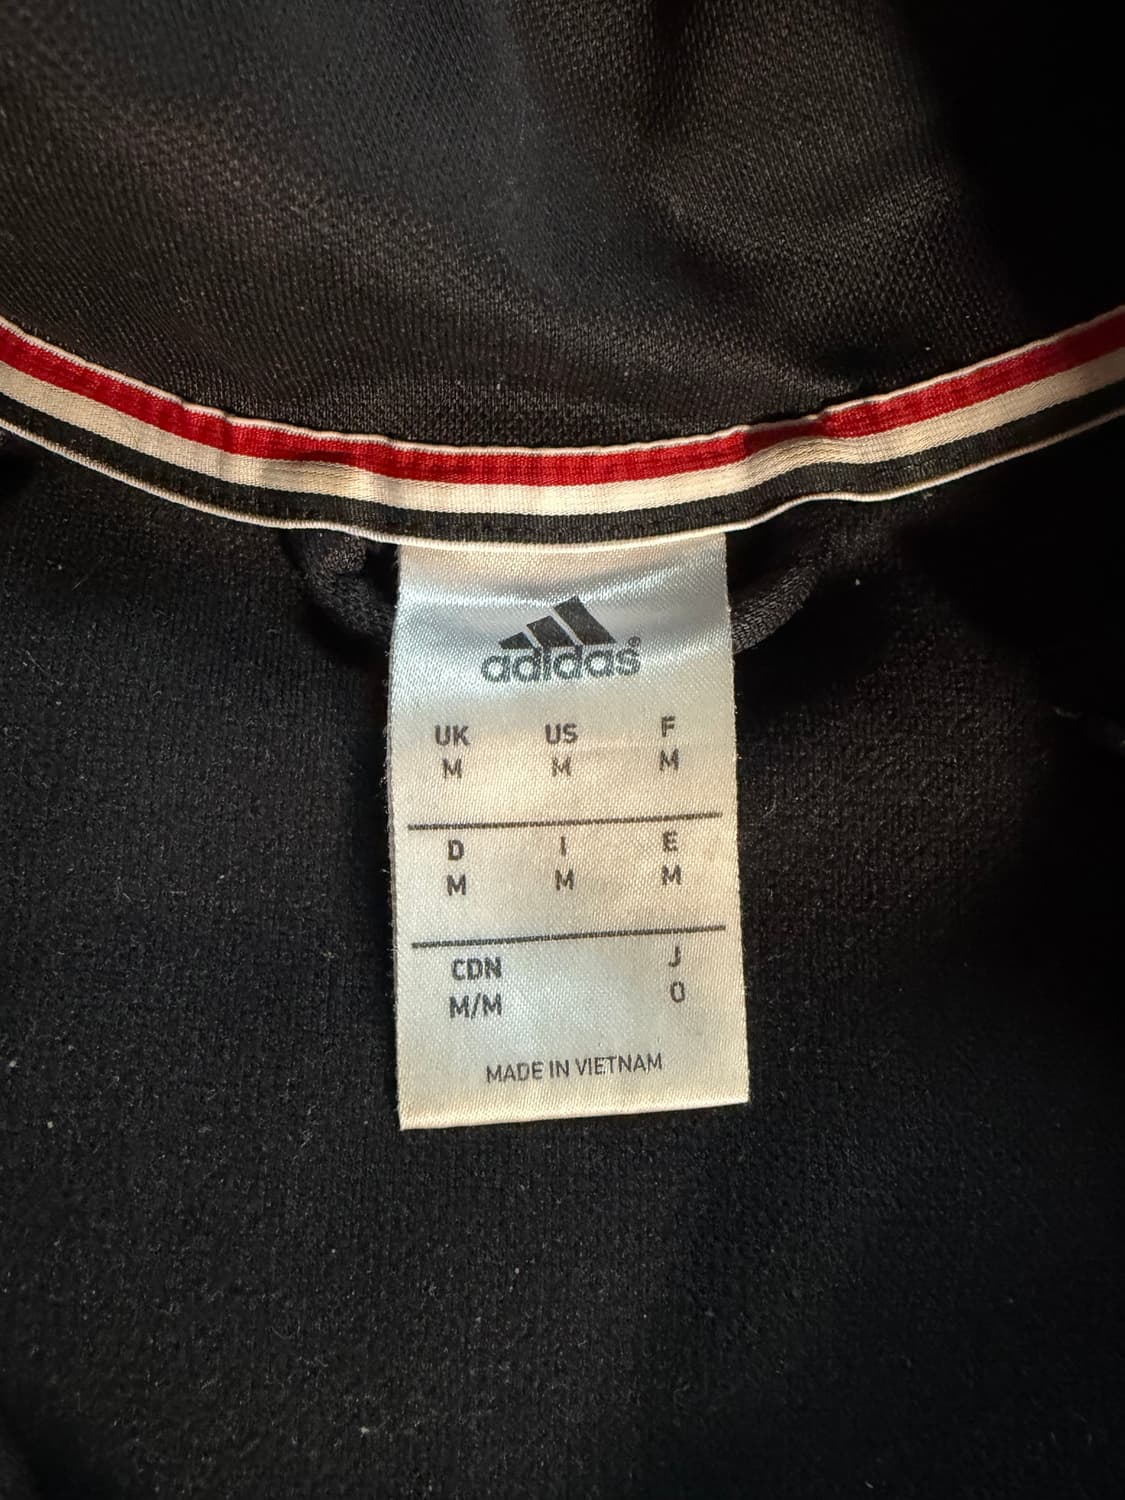 adidas®
UK US F
M M M
D I E
M M M
CDN J
M/M O
MADE IN VIETNAM